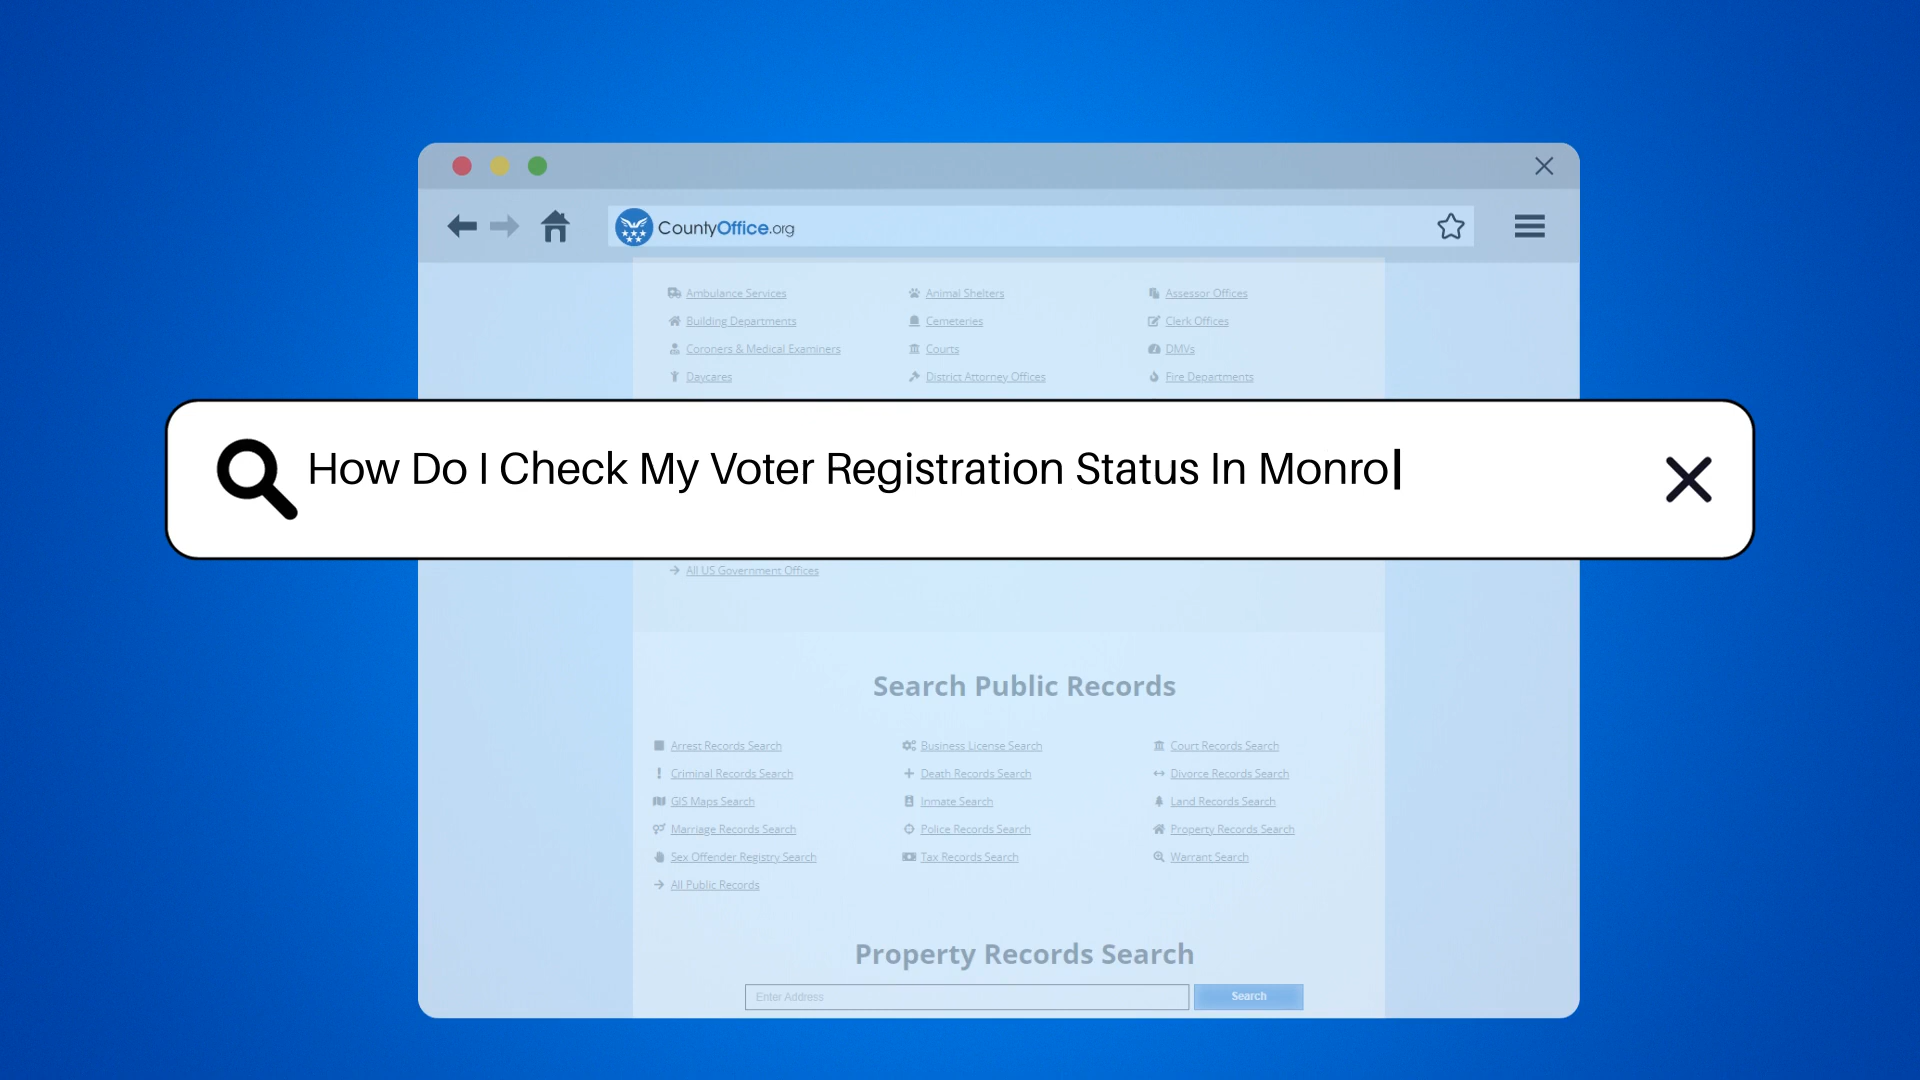 CountyOffice.org
Ambulance Services Animal Shelters Assessor Offices
Building Departments Cemeteries Clerk Offices
Coroners & Medical Examiners Courts DMVs
Daycares District Attorney Offices Fire Departments
How Do I Check My Voter Registration Status In Monro
All US Government Offices
Search Public Records
Arrest Records Search Business License Search Court Records Search
Criminal Records Search Death Records Search Divorce Records Search
GIS Maps Search Inmate Search Land Records Search
Marriage Records Search Police Records Search Property Records Search
Sex Offender Registry Search Tax Records Search Warrant Search
All Public Records
Property Records Search
Enter Address Search